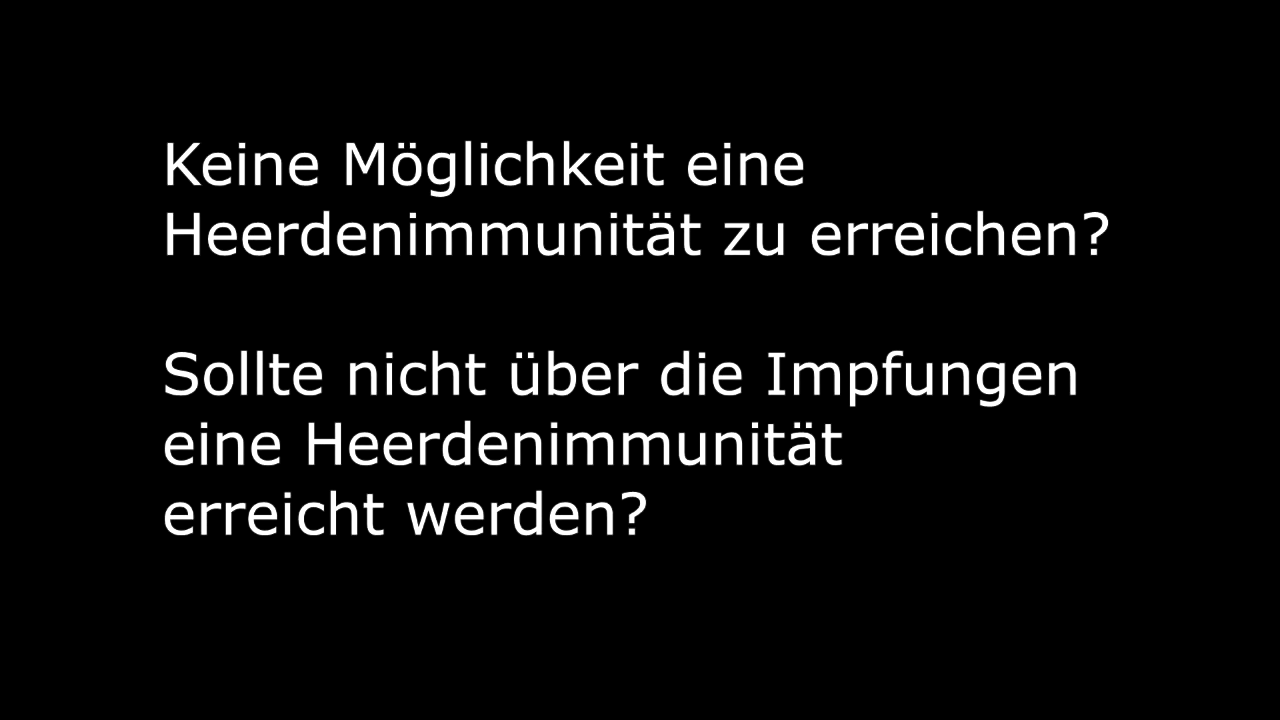 Keine Möglichkeit eine
Heerdenimmunität zu erreichen?
Sollte nicht über die Impfungen
eine Heerdenimmunität
erreicht werden?